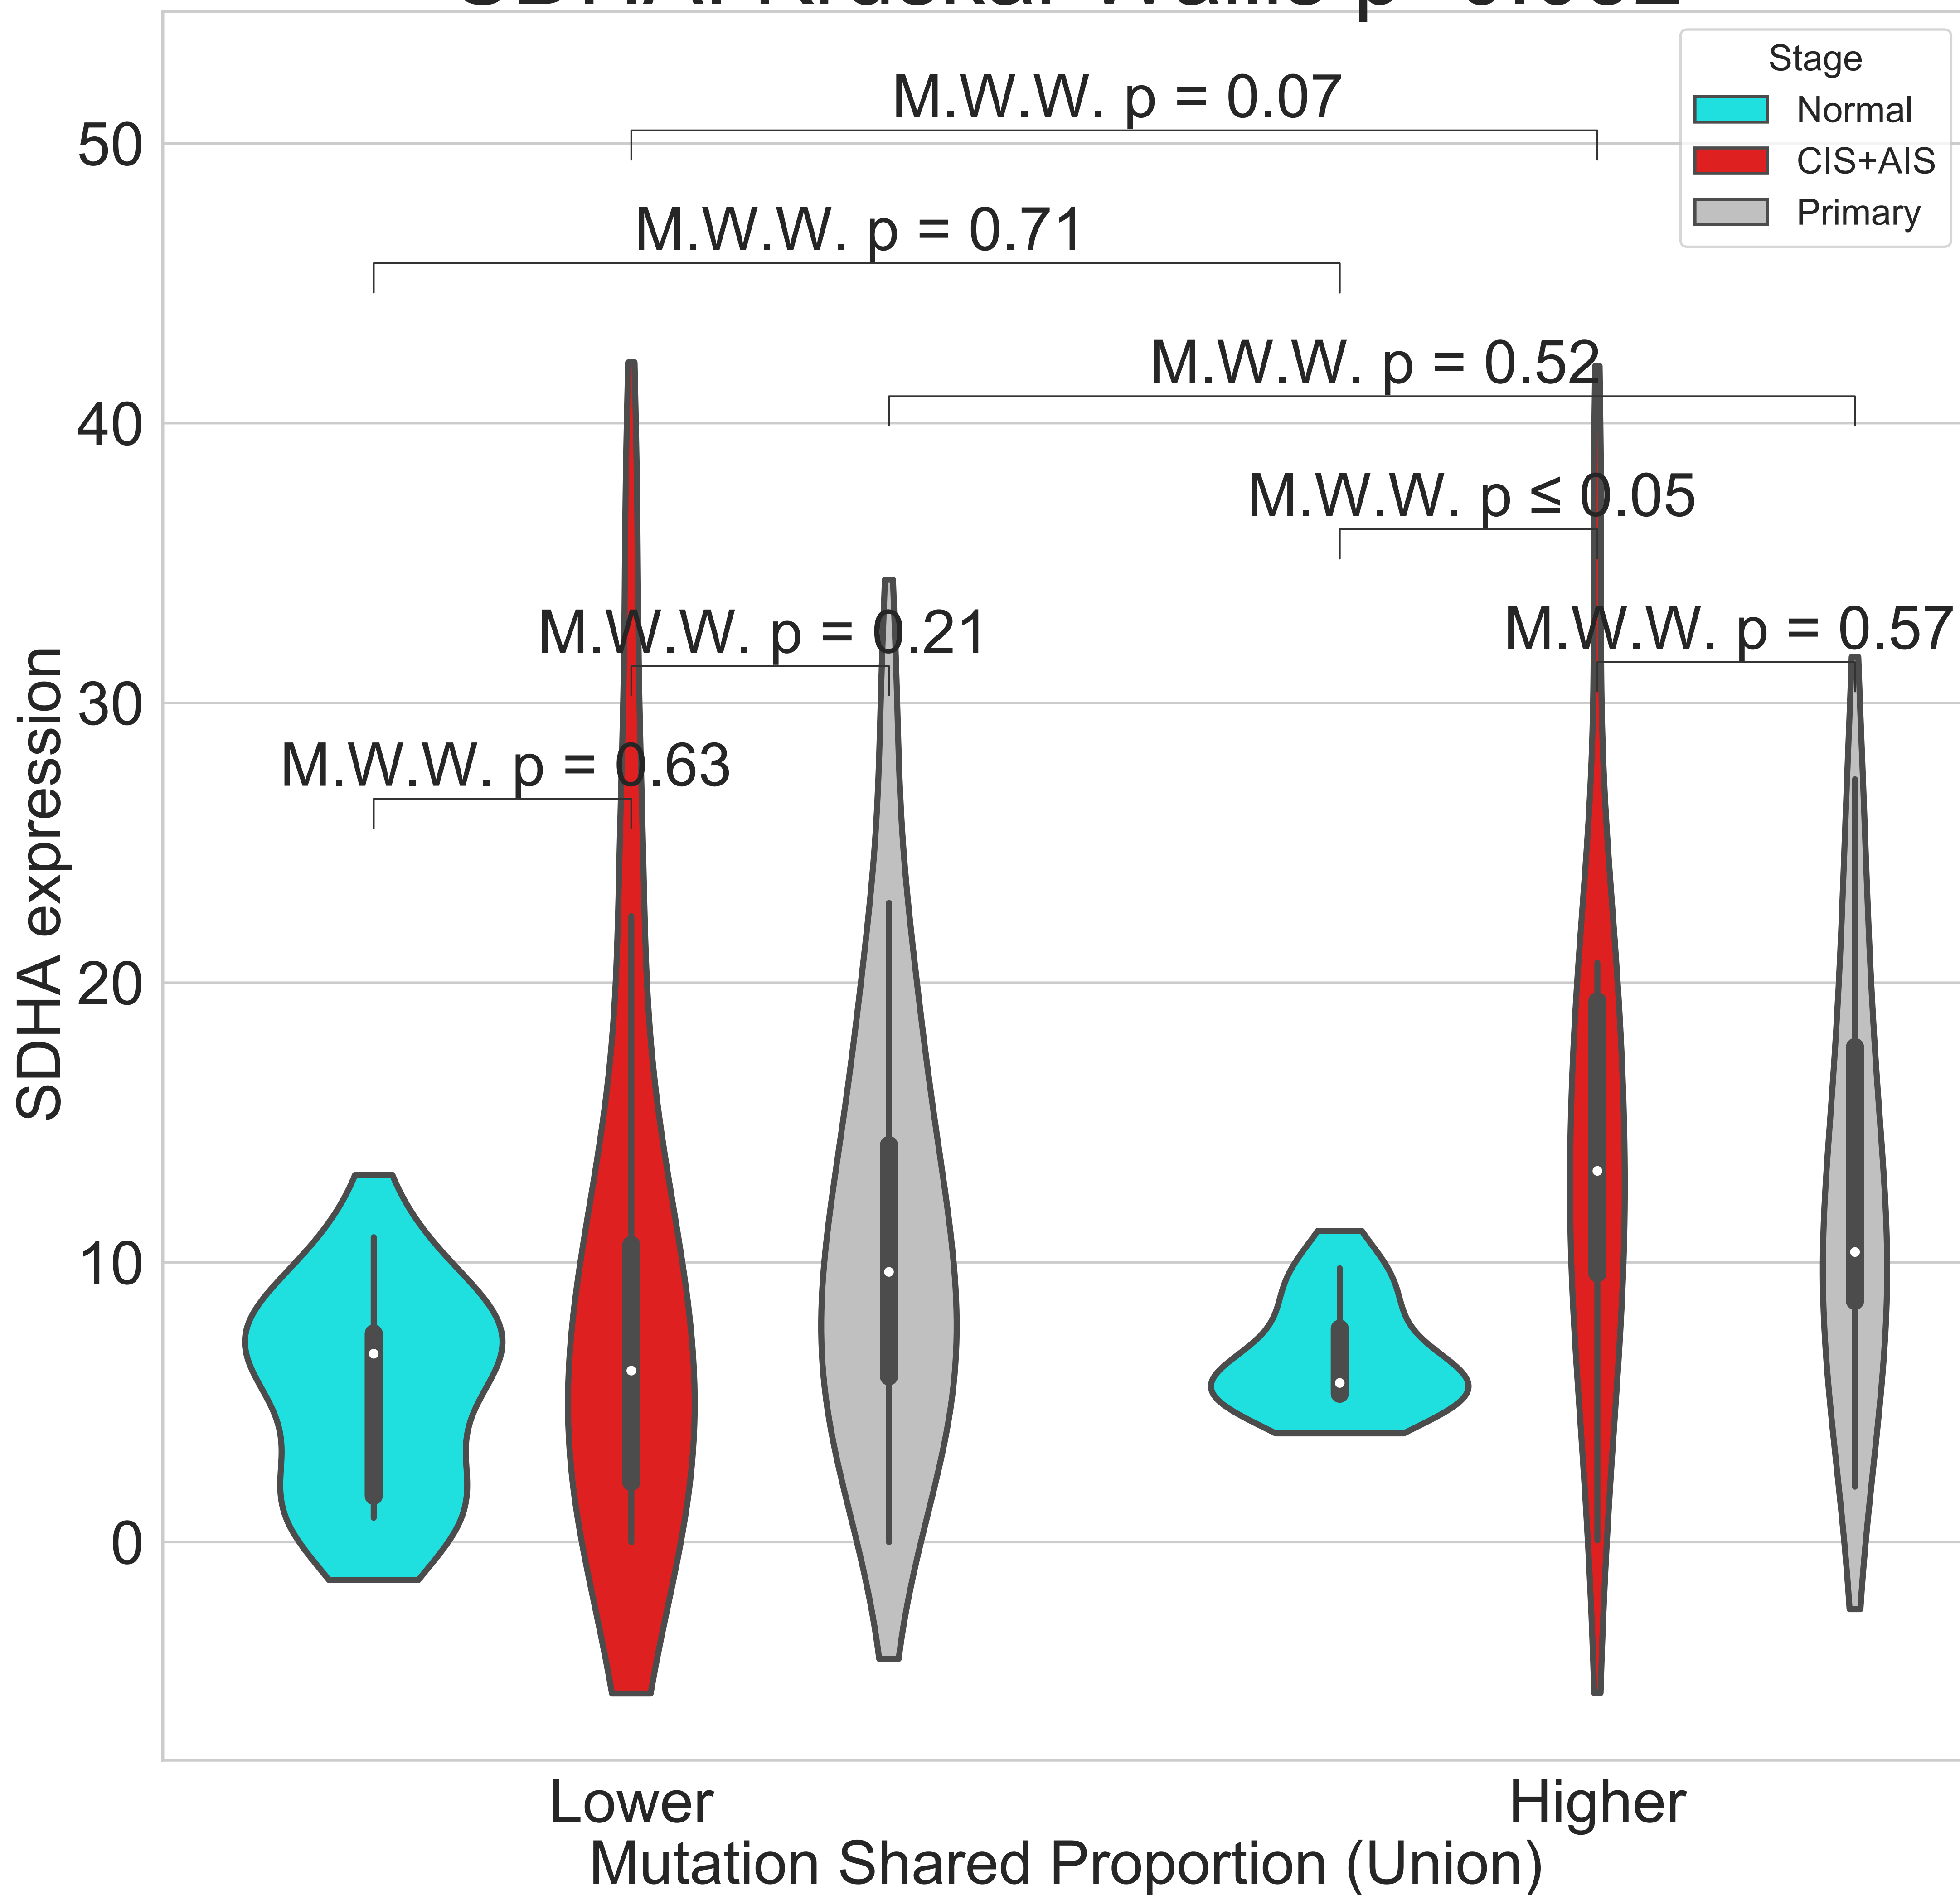 M.W.W. p = 0.07
M.W.W. p = 0.71
M.W.W. p = 0.52
M.W.W. p ≤ 0.05
M.W.W. p = 0.21
M.W.W. p = 0.57
M.W.W. p = 0.63
Stage
Normal
CIS+AIS
Primary
50
40
30
20
10
0
SDHA expression
Lower
Higher
Mutation Shared Proportion (Union)